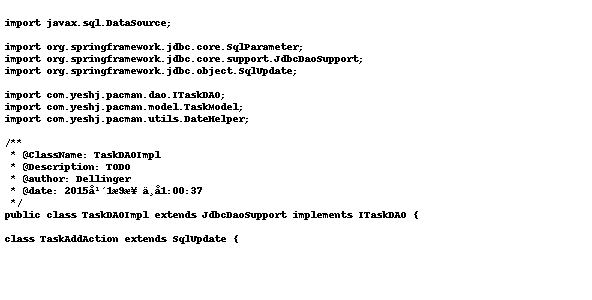 import javax.sql.DataSource;
import org.springframework.jdbc.core.SqlParameter;
import org.springframework.jdbc.core.support.JdbcDaoSupport;
import org.springframework.jdbc.object.SqlUpdate;
import com.yeshj.pacman.dao.ITaskDAO;
import com.yeshj.pacman.model.TaskModel;
import com.yeshj.pacman.utils.DateHelper;
/**
 * @ClassName: TaskDAOImpl
 * @Description: TODO
 * @author: Dellinger
 * @date: 2015å¹´1æ9æ¥ ä¸å1:00:37
 */
public class TaskDAOImpl extends JdbcDaoSupport implements ITaskDAO {
class TaskAddAction extends SqlUpdate {